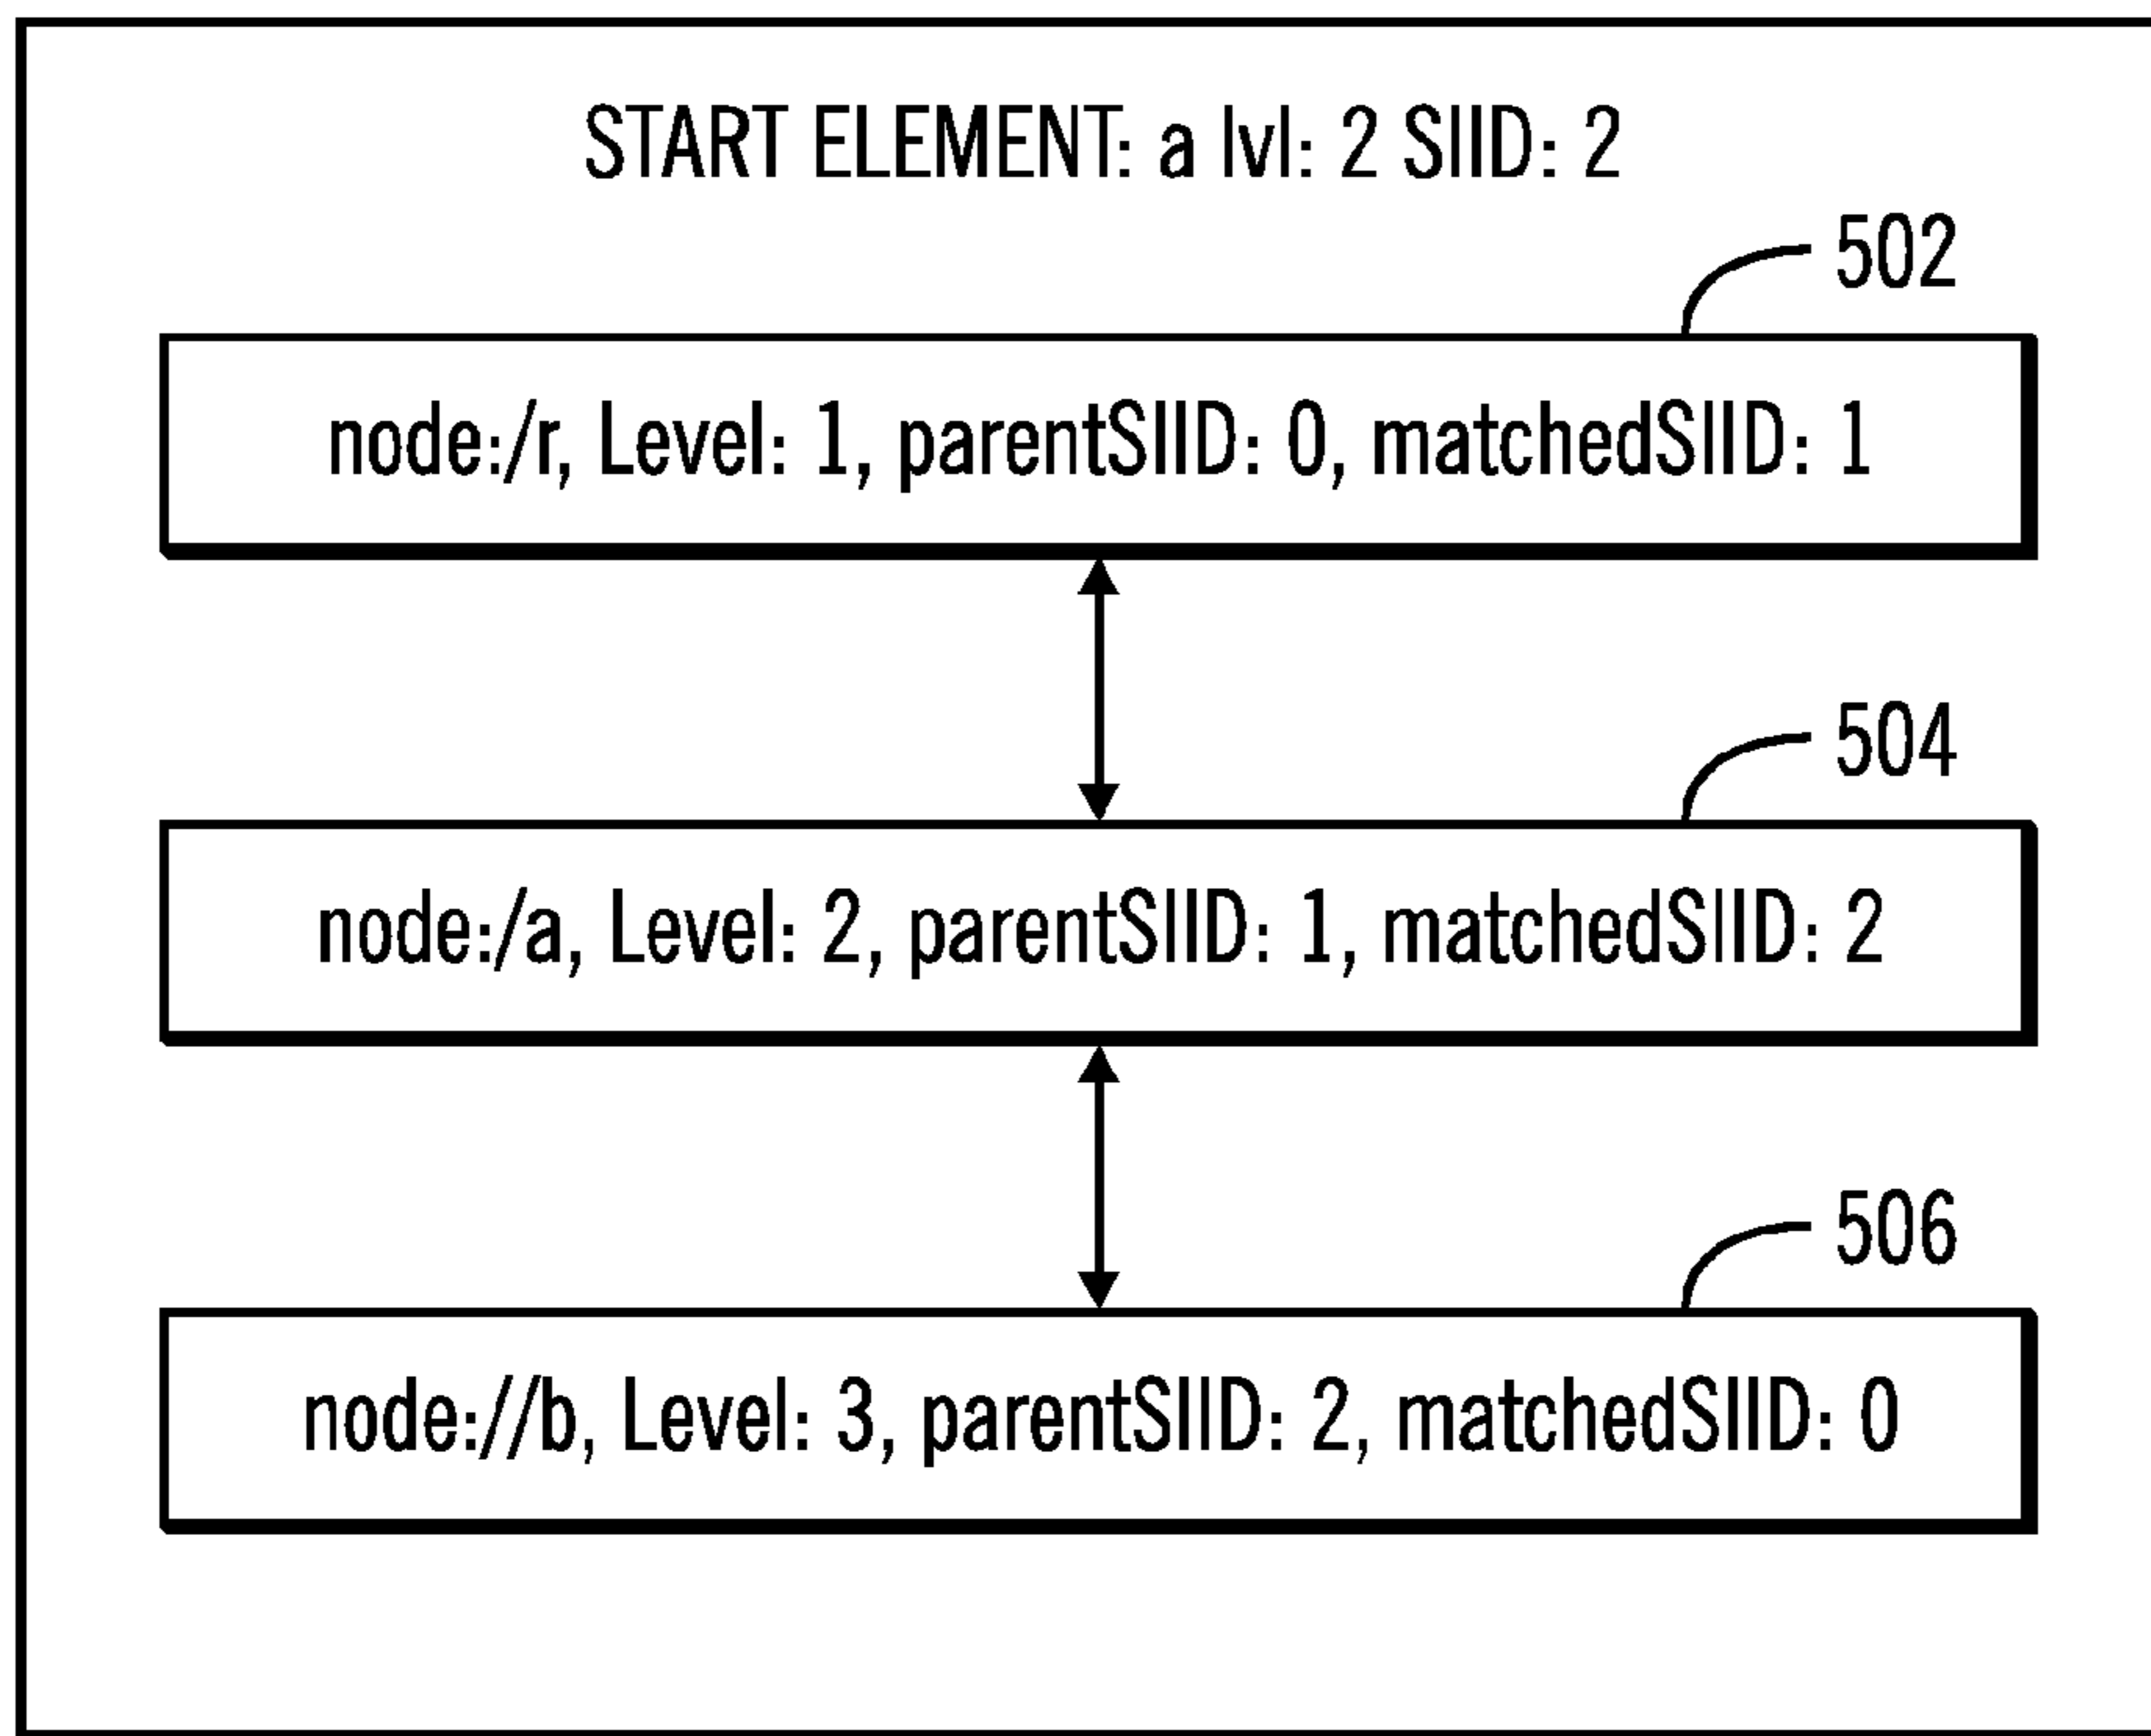 START ELEMENT: a lvl: 2 SIID: 2
502
node:/r, Level: 1, parentSIID: 0, matchedSIID: 1
504
node:/a, Level: 2, parentSIID: 1, matchedSIID: 2
506
node://b, Level: 3, parentSIID: 2, matchedSIID: 0